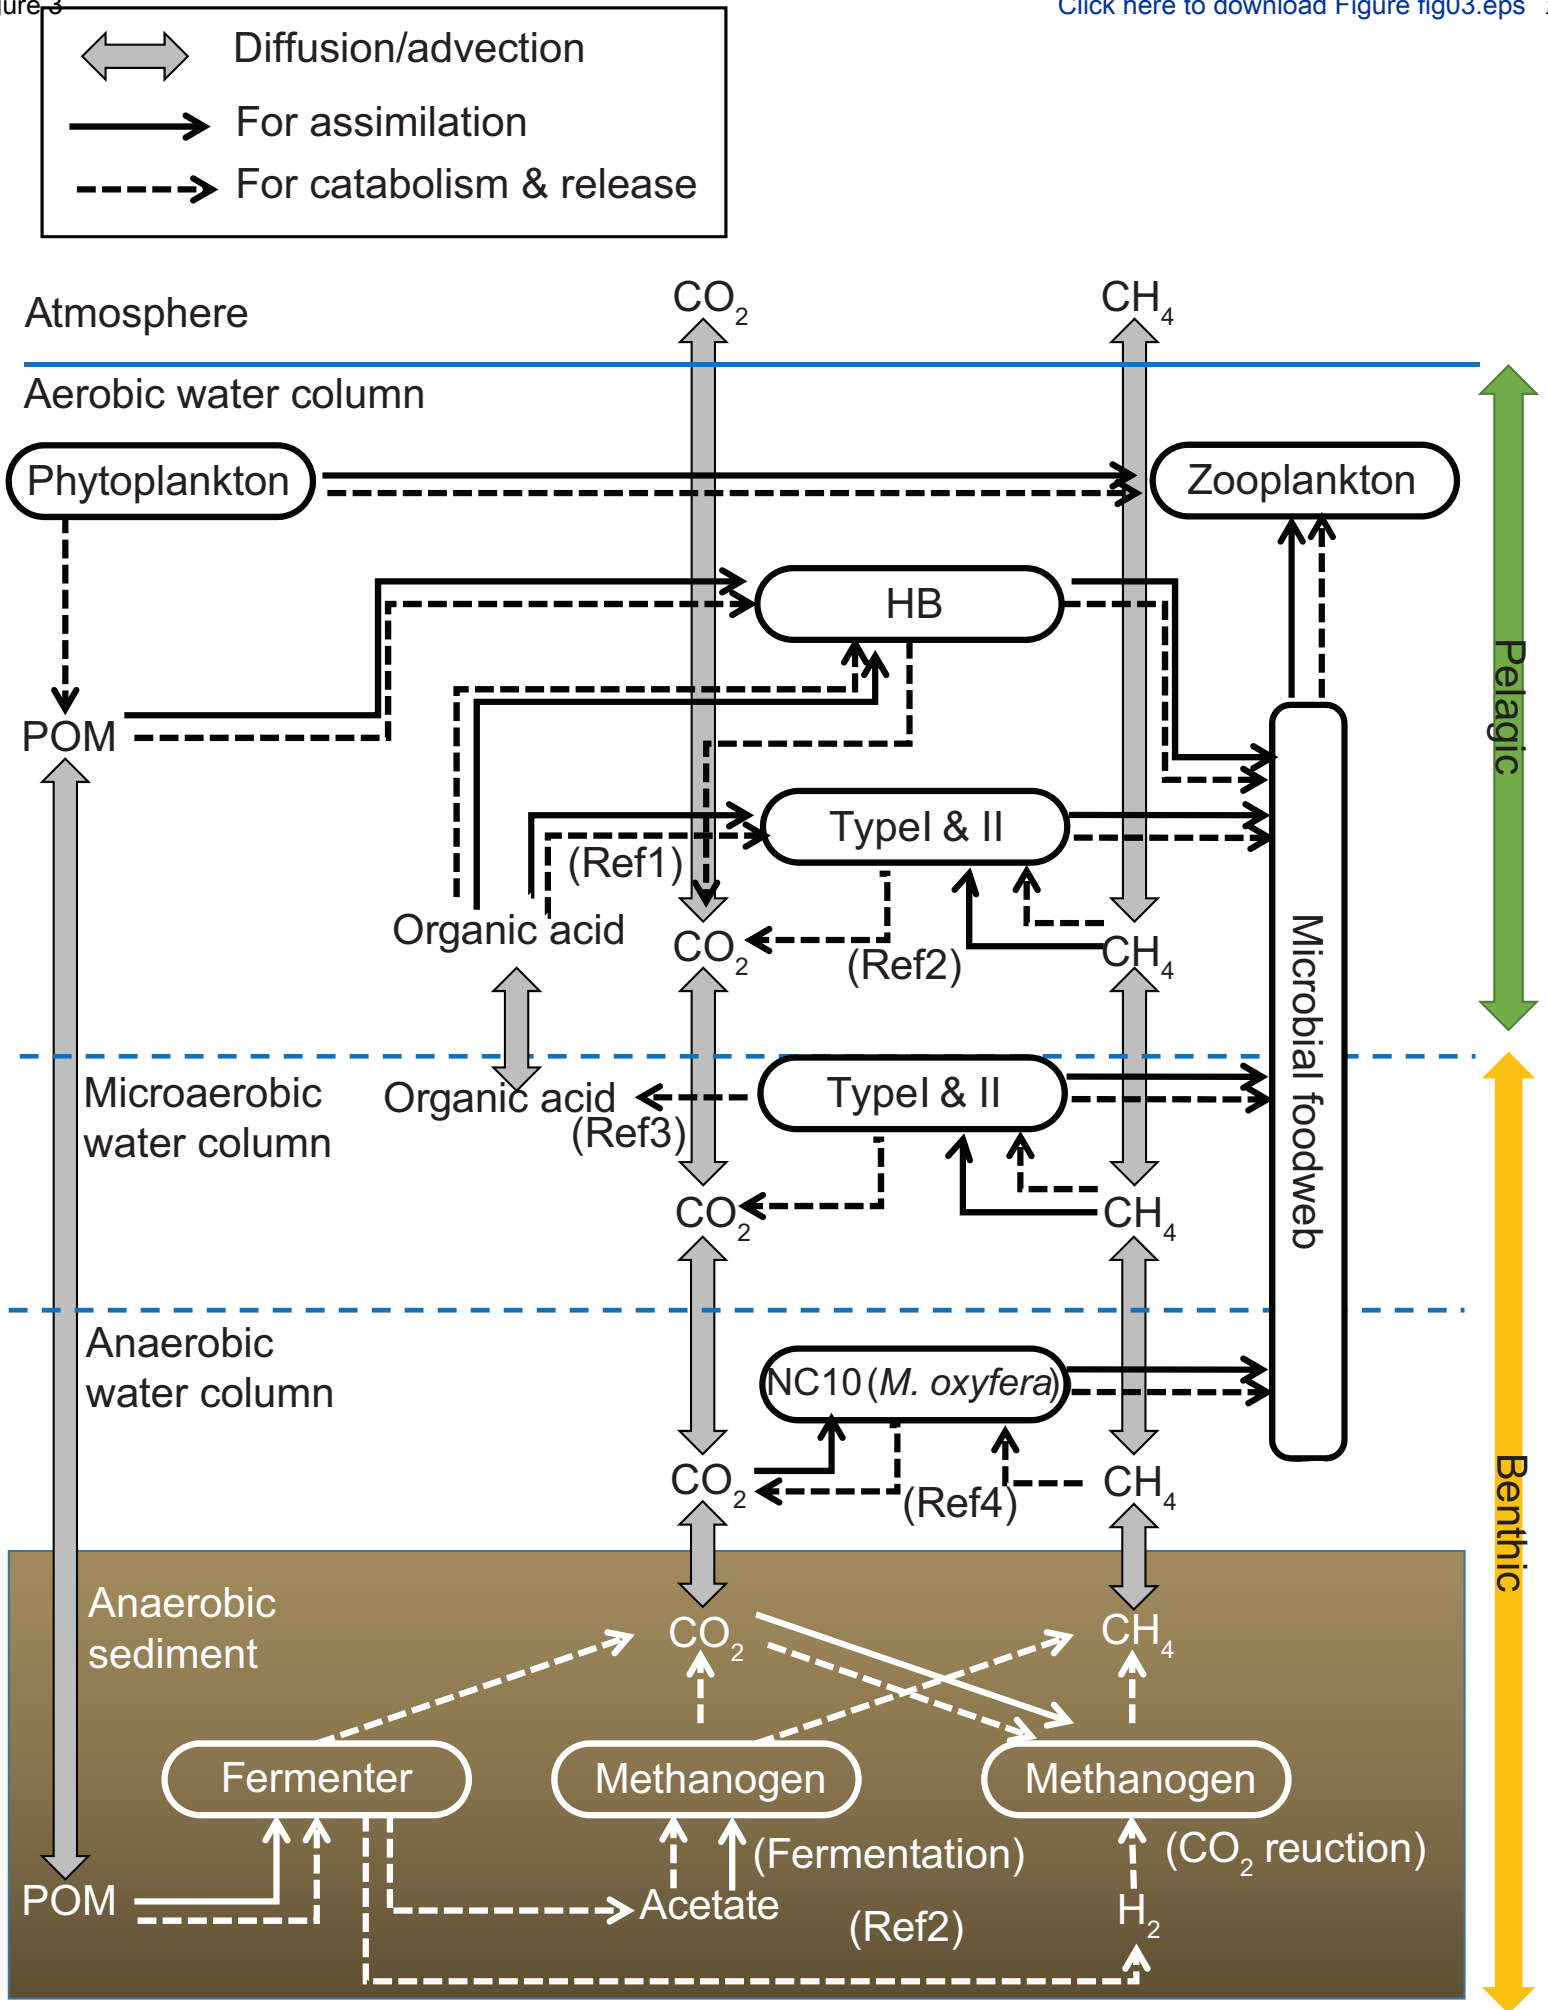 gure 3
Click here to download Figure fig03.eps
Diffusion/advection
For assimilation
For catabolism & release
Atmosphere
CO2
CH4
Aerobic water column
Phytoplankton
Zooplankton
HB
Pelagic
POM
TypeI & II
(Ref1)
Organic acid
CO2
(Ref2)
CH4
Microbial foodweb
Microaerobic
water column
Organic acid
(Ref3)
TypeI & II
CO2
CH4
Anaerobic
water column
NC10 (M. oxyfera)
CO2
(Ref4)
CH4
Benthic
Anaerobic
sediment
CO2
CH4
Fermenter
Methanogen
Methanogen
(Fermentation)
(CO2 reuction)
POM
Acetate
(Ref2)
H2